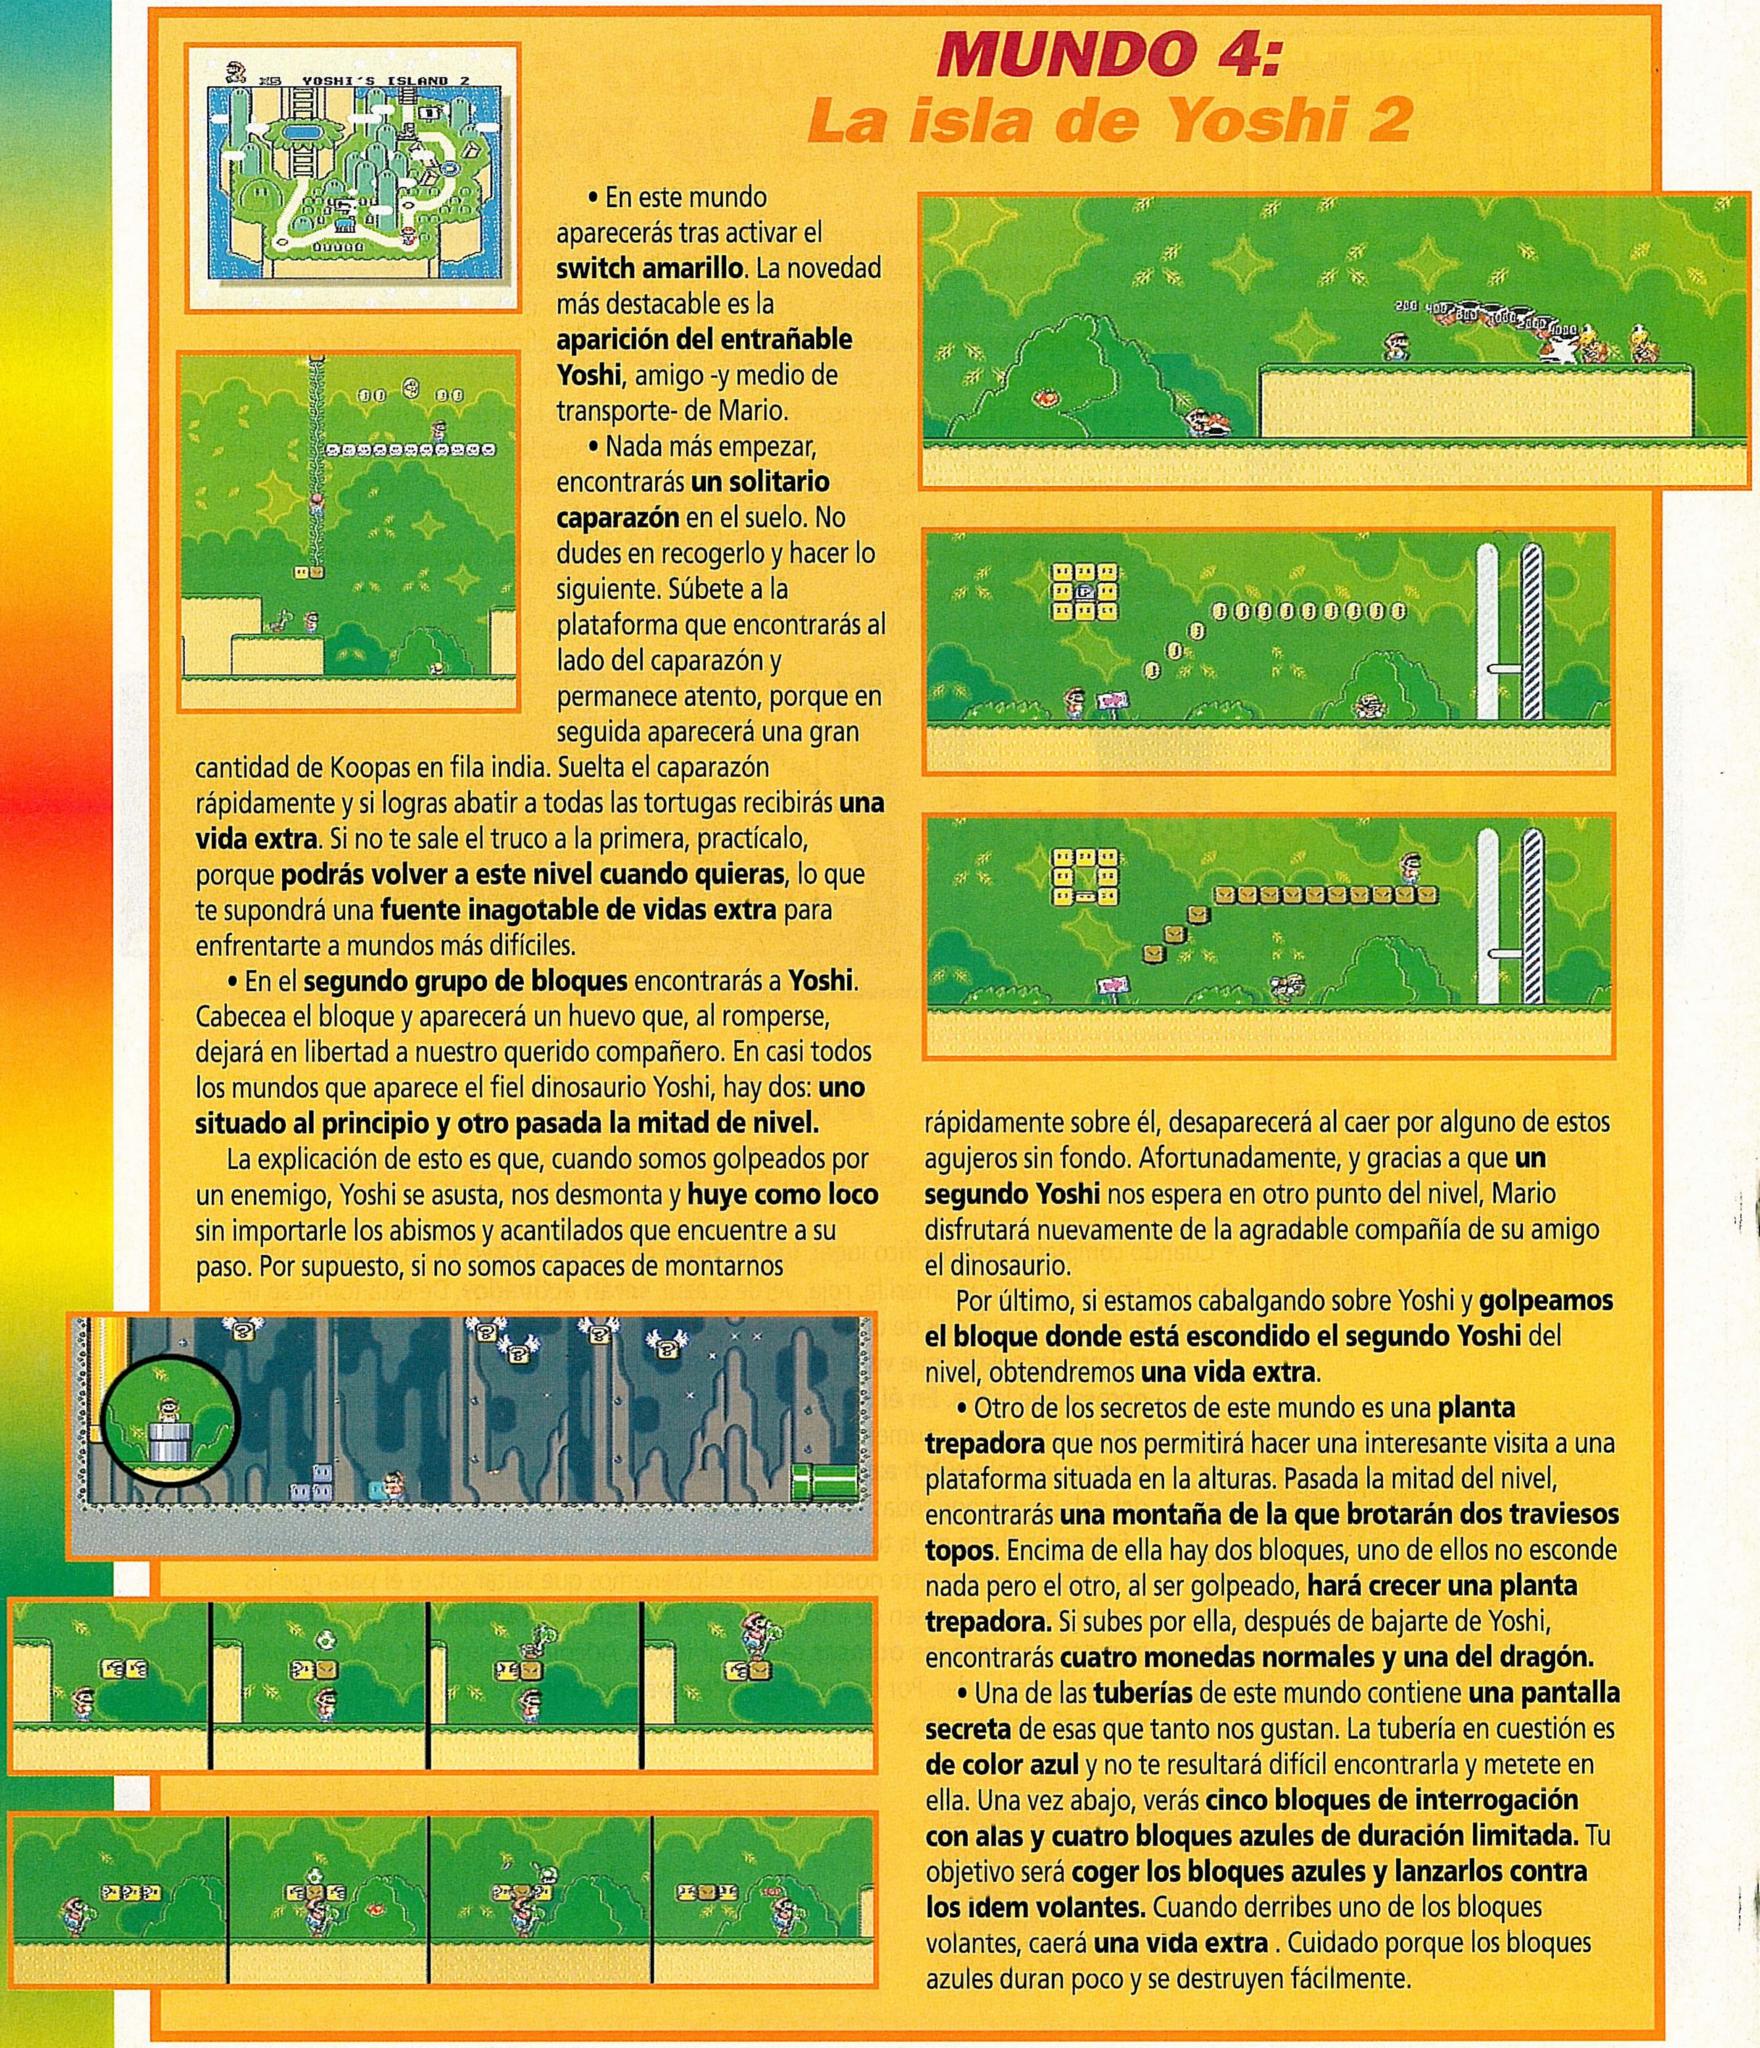 MUNDO 4:
La isla de Yoshi 2
x5 YOSHI'S ISLAND 2
• En este mundo
aparecerás tras activar el
switch amarillo. La novedad
más destacable es la
aparición del entrañable
Yoshi, amigo -y medio de
transporte- de Mario.
• Nada más empezar,
encontrarás un solitario
caparazón en el suelo. No
dudes en recogerlo y hacer lo
siguiente. Súbete a la
plataforma que encontrarás al
lado del caparazón y
permanece atento, porque en
seguida aparecerá una gran
cantidad de Koopas en fila india. Suelta el caparazón
rápidamente y si logras abatir a todas las tortugas recibirás una
vida extra. Si no te sale el truco a la primera, practícalo,
porque podrás volver a este nivel cuando quieras, lo que
te supondrá una fuente inagotable de vidas extra para
enfrentarte a mundos más difíciles.
• En el segundo grupo de bloques encontrarás a Yoshi.
Cabecea el bloque y aparecerá un huevo que, al romperse,
dejará en libertad a nuestro querido compañero. En casi todos
los mundos que aparece el fiel dinosaurio Yoshi, hay dos: uno
situado al principio y otro pasada la mitad de nivel.
La explicación de esto es que, cuando somos golpeados por
un enemigo, Yoshi se asusta, nos desmonta y huye como loco
sin importarle los abismos y acantilados que encuentre a su
paso. Por supuesto, si no somos capaces de montarnos
200 400 800 1000 2000
P
rápidamente sobre él, desaparecerá al caer por alguno de estos
agujeros sin fondo. Afortunadamente, y gracias a que un
segundo Yoshi nos espera en otro punto del nivel, Mario
disfrutará nuevamente de la agradable compañía de su amigo
el dinosaurio.
Por último, si estamos cabalgando sobre Yoshi y golpeamos
el bloque donde está escondido el segundo Yoshi del
nivel, obtendremos una vida extra.
• Otro de los secretos de este mundo es una planta
trepadora que nos permitirá hacer una interesante visita a una
plataforma situada en la alturas. Pasada la mitad del nivel,
encontrarás una montaña de la que brotarán dos traviesos
topos. Encima de ella hay dos bloques, uno de ellos no esconde
nada pero el otro, al ser golpeado, hará crecer una planta
trepadora. Si subes por ella, después de bajarte de Yoshi,
encontrarás cuatro monedas normales y una del dragón.
• Una de las tuberías de este mundo contiene una pantalla
secreta de esas que tanto nos gustan. La tubería en cuestión es
de color azul y no te resultará difícil encontrarla y metete en
ella. Una vez abajo, verás cinco bloques de interrogación
con alas y cuatro bloques azules de duración limitada. Tu
objetivo será coger los bloques azules y lanzarlos contra
los idem volantes. Cuando derribes uno de los bloques
volantes, caerá una vida extra . Cuidado porque los bloques
azules duran poco y se destruyen fácilmente.